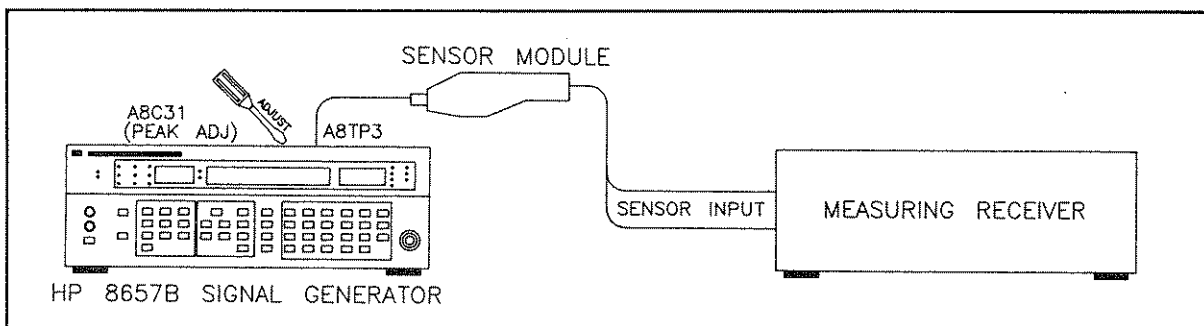 SENSOR MODULE
ADJUST
A8C31
(PEAK ADJ)
A8TP3
SENSOR INPUT
MEASURING RECEIVER
HP 8657B SIGNAL GENERATOR